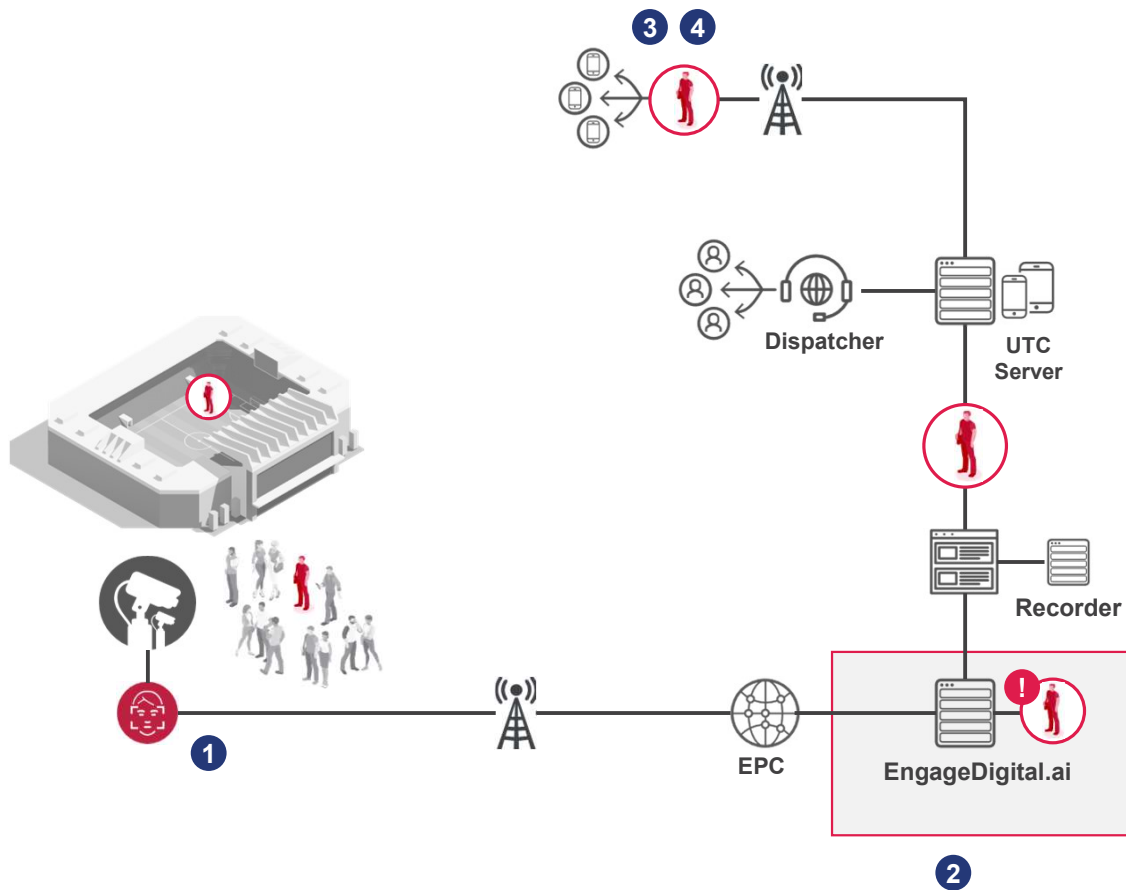 3 4
Dispatcher
UTC
Server
Recorder
!
1
EPC
EngageDigital.ai
2